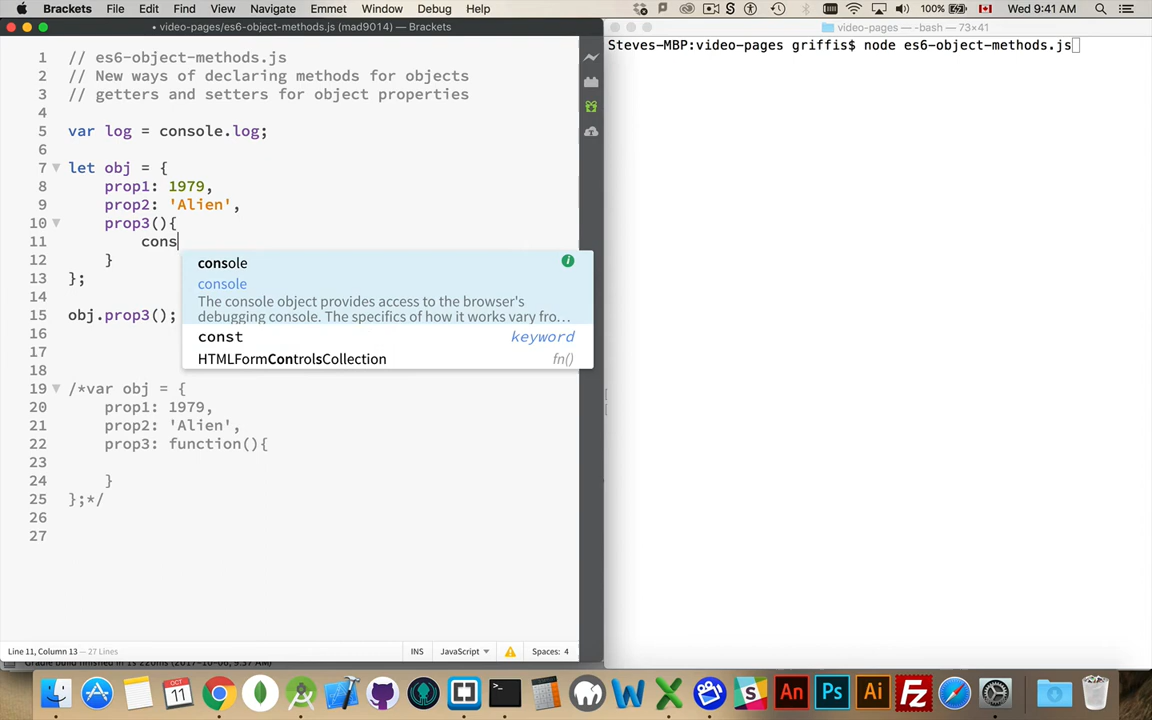 Brackets File Edit Find View Navigate Emmet Window Debug Help 100% Wed 9:41 AM
• video-pages/es6-object-methods.js (mad9014) — Brackets
video-pages — -bash — 73×41
1 // es6-object-methods.js
2 // New ways of declaring methods for objects
3 // getters and setters for object properties
4
5 var log = console.log;
6
7 let obj = {
8 prop1: 1979,
9 prop2: 'Alien',
10 prop3(){
11 cons
12 }
13 };
14
15 obj.prop3();
16
17
18
19 /*var obj = {
20 prop1: 1979,
21 prop2: 'Alien',
22 prop3: function(){
23
24 }
25 };*/
26
27
console
console
The console object provides access to the browser's
debugging console. The specifics of how it works vary fro...
const keyword
HTMLFormControlsCollection fn()
Steves-MBP:video-pages griffis$ node es6-object-methods.js
Line 11, Column 13 — 27 Lines INS JavaScript Spaces: 4
OCT
11
An Ps Ai Fz